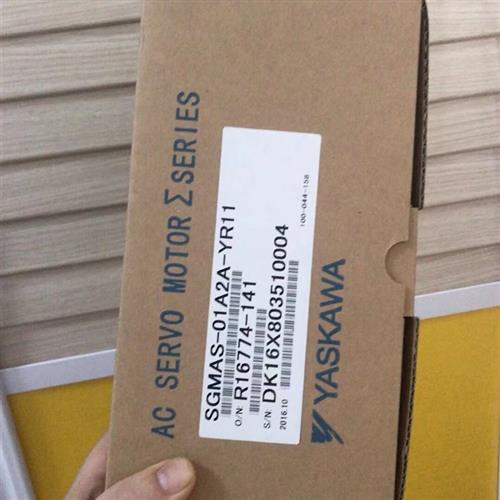 AC SERVO MOTOR Σ SERIES
SGMAS-01A2A-YR11
O/N: R16774-141
S/N: DK16X803510004
2016.10
100-044-158
YASKAWA